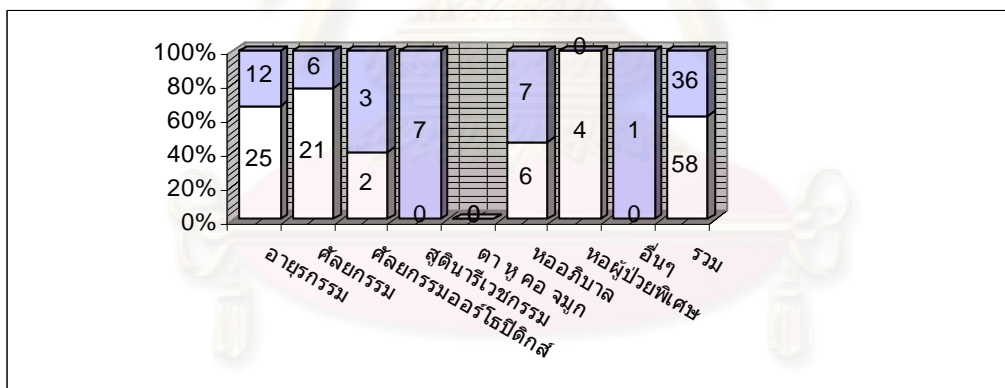 100%
80%
60%
40%
20%
0%
12
6
3
7
7
0
1
36
25
21
2
0
0
6
4
0
58
อายุรกรรม
ศัลยกรรม
ศัลยกรรมออร์โธปิดิกส์
สูตินารีเวชกรรม
ตา หู คอ จมูก
หออภิบาล
หอผู้ป่วยพิเศษ
อื่นๆ
รวม